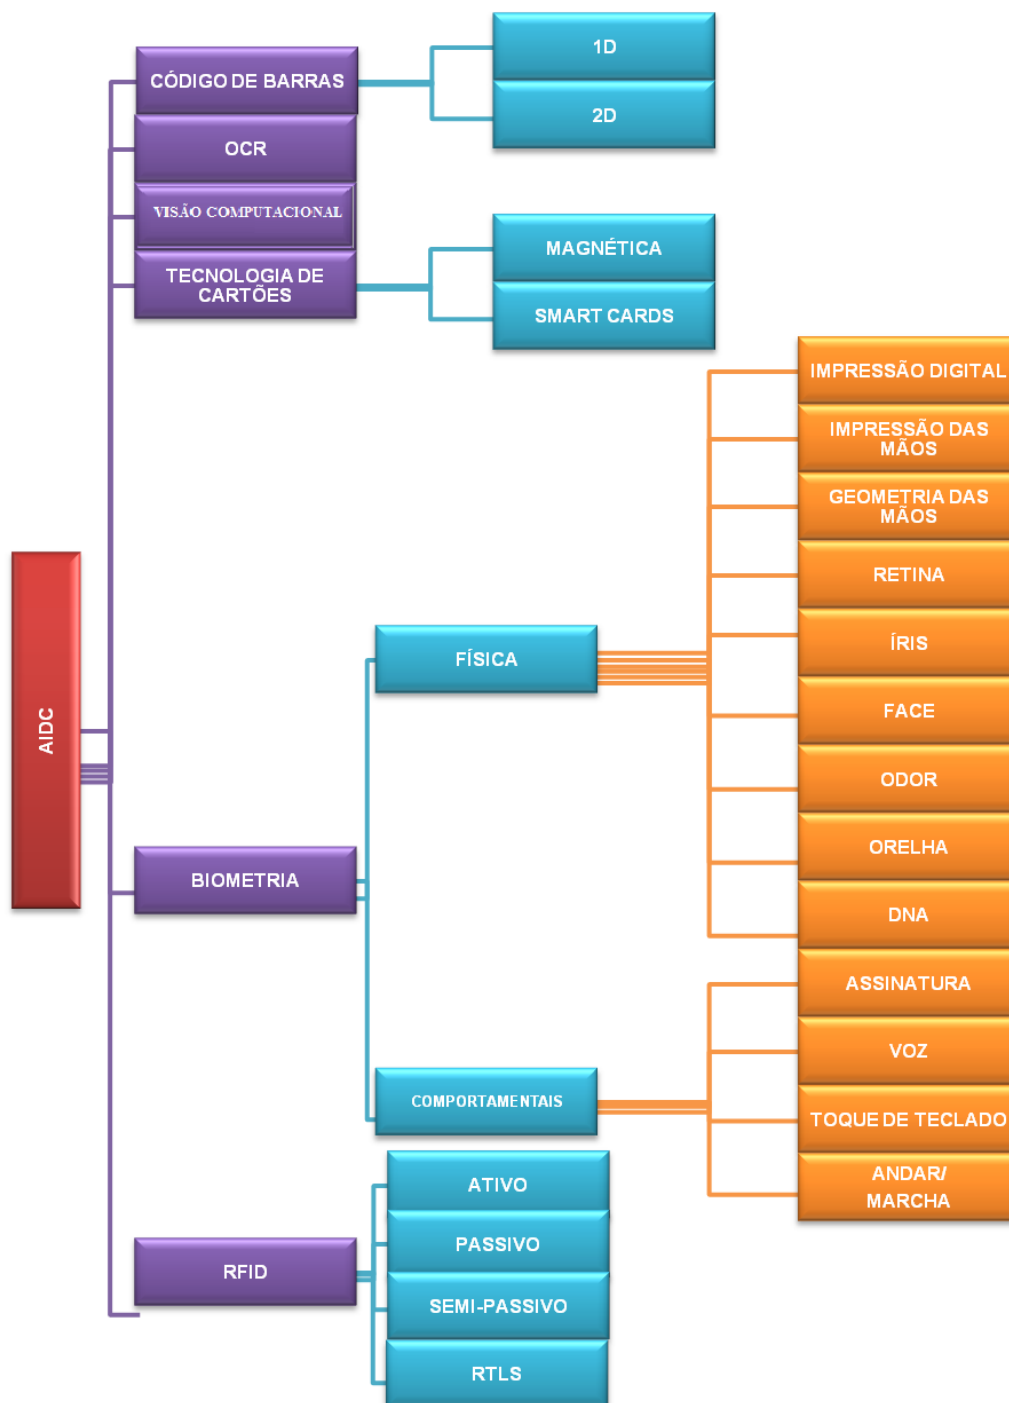 CÓDIGO DE BARRAS
1D
2D
OCR
VISÃO COMPUTACIONAL
TECNOLOGIA DE
CARTÕES
MAGNÉTICA
SMART CARDS
AIDC
BIOMETRIA
FÍSICA
IMPRESSÃO DIGITAL
IMPRESSÃO DAS
MÃOS
GEOMETRIA DAS
MÃOS
RETINA
ÍRIS
FACE
ODOR
ORELHA
DNA
COMPORTAMENTAIS
ASSINATURA
VOZ
TOQUE DE TECLADO
ANDAR/
MARCHA
RFID
ATIVO
PASSIVO
SEMI-PASSIVO
RTLS